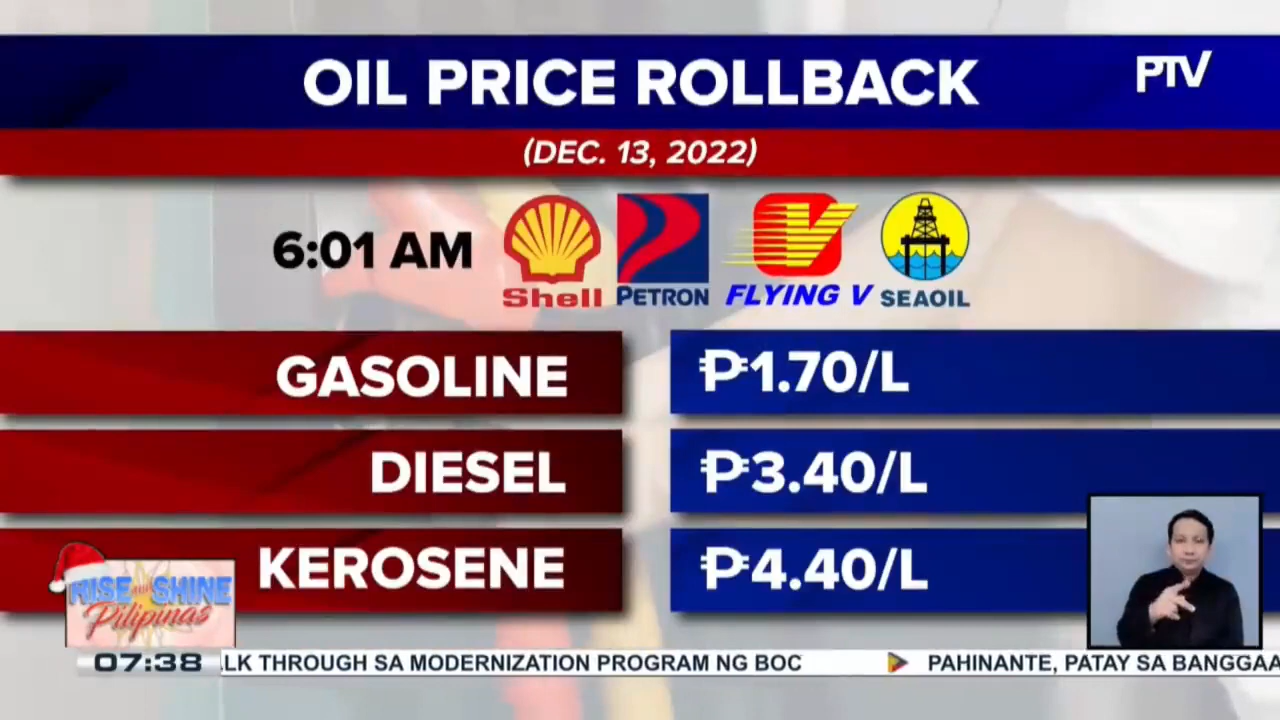 OIL PRICE ROLLBACK
PTV
(DEC. 13, 2022)
6:01 AM
Shell
PETRON
FLYING V
SEAOIL
GASOLINE
₱1.70/L
DIESEL
₱3.40/L
KEROSENE
₱4.40/L
RISE AND SHINE
Pilipinas
07:38
LK THROUGH SA MODERNIZATION PROGRAM NG BOC
PAHINANTE, PATAY SA BANGGAA